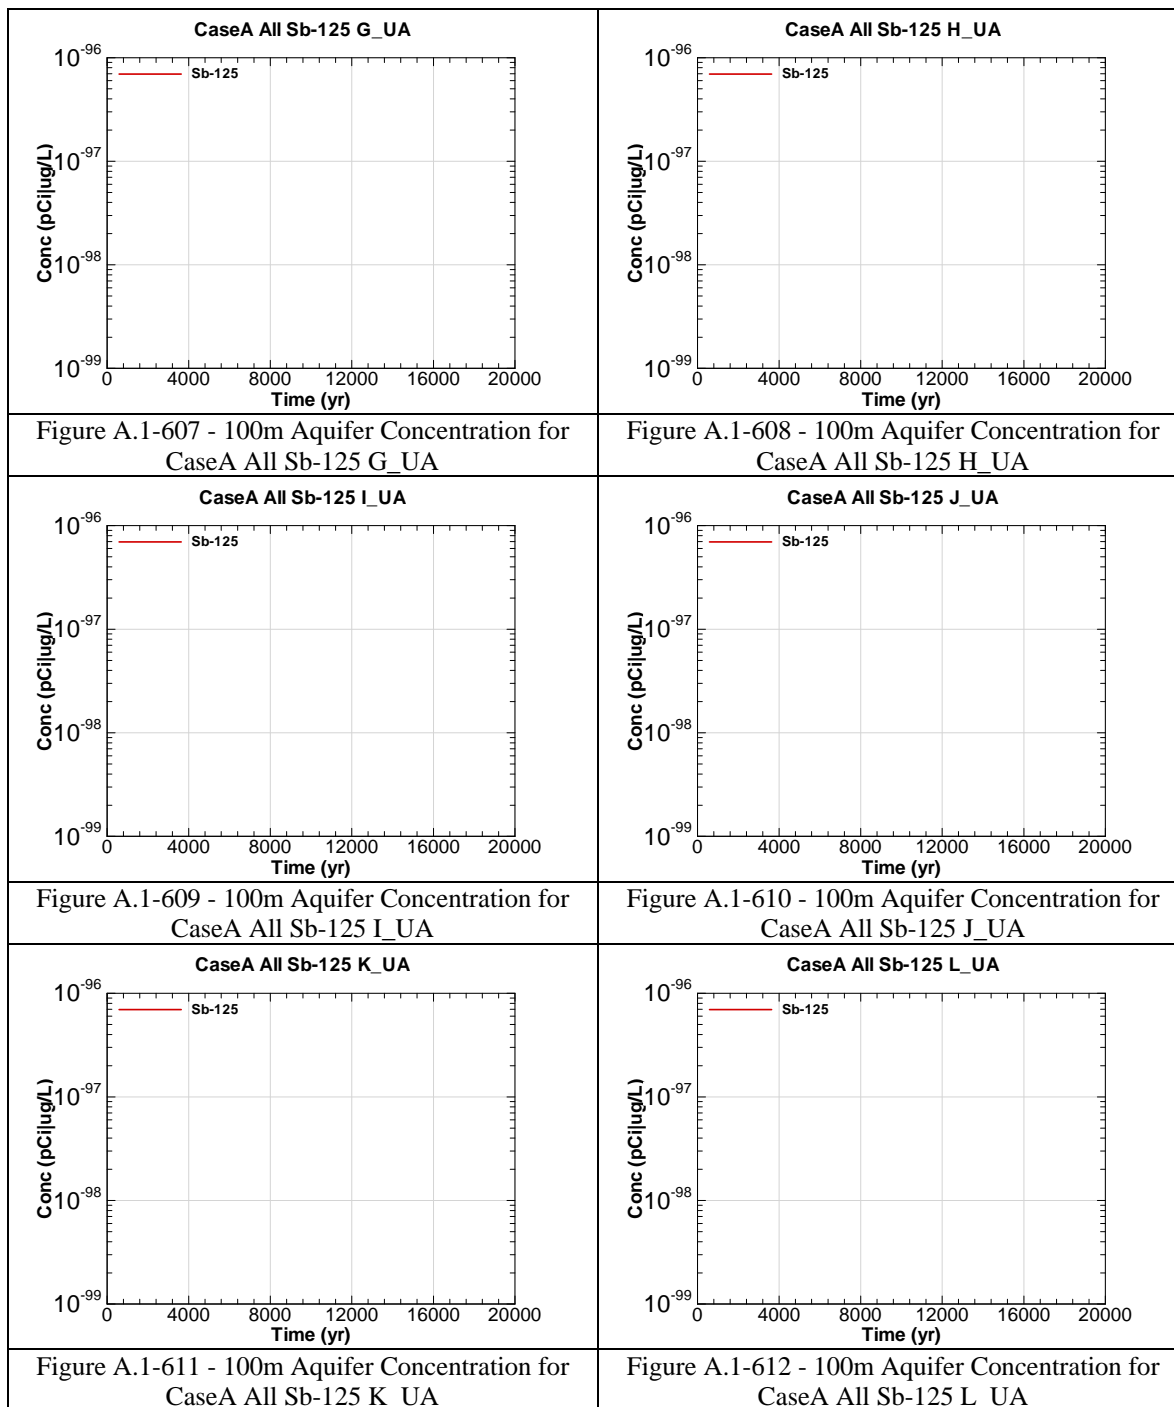 CaseA All Sb-125 G_UA
10-96
Sb-125
10-97
Conc (pCi|ug/L)
10-98
10-99
0 4000 8000 12000 16000 20000
Time (yr)
Figure A.1-607 - 100m Aquifer Concentration for
CaseA All Sb-125 G_UA
CaseA All Sb-125 H_UA
10-96
Sb-125
10-97
Conc (pCi|ug/L)
10-98
10-99
0 4000 8000 12000 16000 20000
Time (yr)
Figure A.1-608 - 100m Aquifer Concentration for
CaseA All Sb-125 H_UA
CaseA All Sb-125 I_UA
10-96
Sb-125
10-97
Conc (pCi|ug/L)
10-98
10-99
0 4000 8000 12000 16000 20000
Time (yr)
Figure A.1-609 - 100m Aquifer Concentration for
CaseA All Sb-125 I_UA
CaseA All Sb-125 J_UA
10-96
Sb-125
10-97
Conc (pCi|ug/L)
10-98
10-99
0 4000 8000 12000 16000 20000
Time (yr)
Figure A.1-610 - 100m Aquifer Concentration for
CaseA All Sb-125 J_UA
CaseA All Sb-125 K_UA
10-96
Sb-125
10-97
Conc (pCi|ug/L)
10-98
10-99
0 4000 8000 12000 16000 20000
Time (yr)
Figure A.1-611 - 100m Aquifer Concentration for
CaseA All Sb-125 K_UA
CaseA All Sb-125 L_UA
10-96
Sb-125
10-97
Conc (pCi|ug/L)
10-98
10-99
0 4000 8000 12000 16000 20000
Time (yr)
Figure A.1-612 - 100m Aquifer Concentration for
CaseA All Sb-125 L_UA